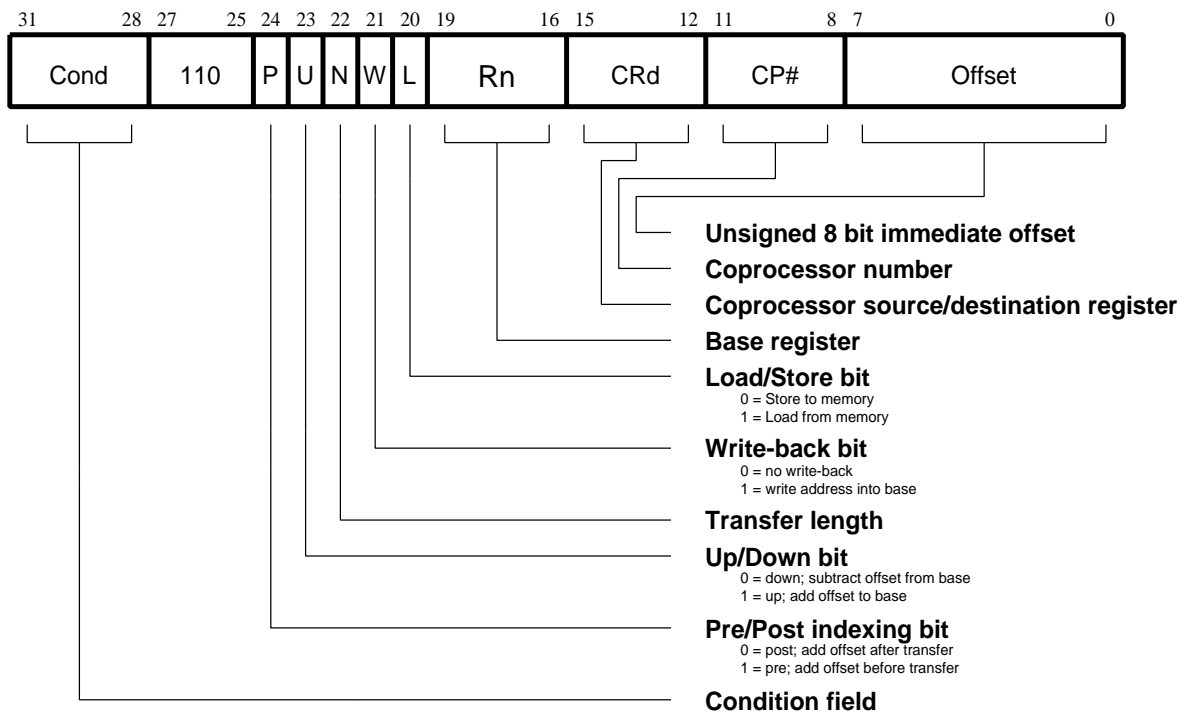 31 28 27 25 24 23 22 21 20 19 16 15 12 11 8 7 0
Cond 110 P U N W L Rn CRd CP# Offset
Unsigned 8 bit immediate offset
Coprocessor number
Coprocessor source/destination register
Base register
Load/Store bit
0 = Store to memory
1 = Load from memory
Write-back bit
0 = no write-back
1 = write address into base
Transfer length
Up/Down bit
0 = down; subtract offset from base
1 = up; add offset to base
Pre/Post indexing bit
0 = post; add offset after transfer
1 = pre; add offset before transfer
Condition field